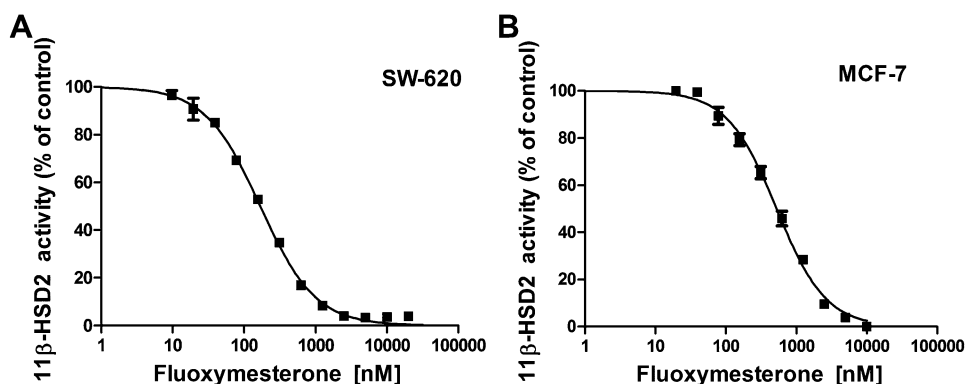 A
SW-620
11β-HSD2 activity (% of control)
100
80
60
40
20
0
1 10 100 1000 10000 100000
Fluoxymesterone [nM]
B
MCF-7
11β-HSD2 activity (% of control)
100
80
60
40
20
0
1 10 100 1000 10000 100000
Fluoxymesterone [nM]